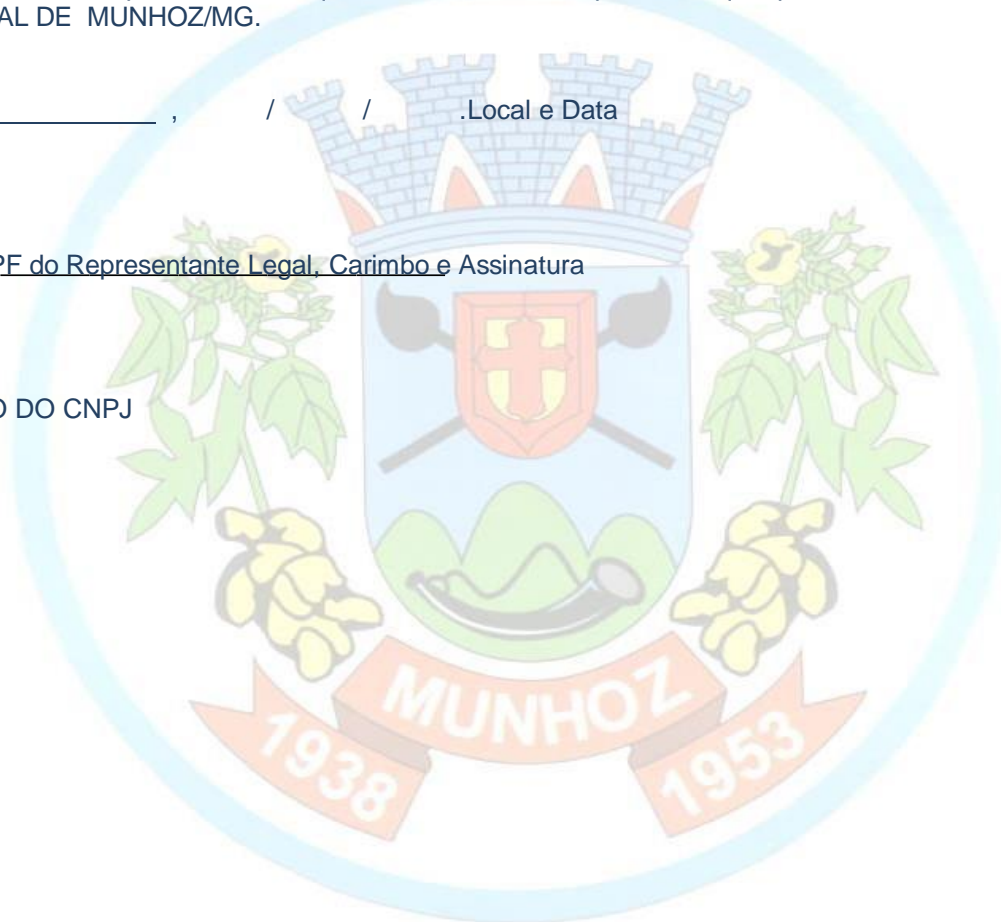 AL DE MUNHOZ/MG.
, / / .Local e Data
PF do Representante Legal, Carimbo e Assinatura
O DO CNPJ
MUNHOZ
1938
1953